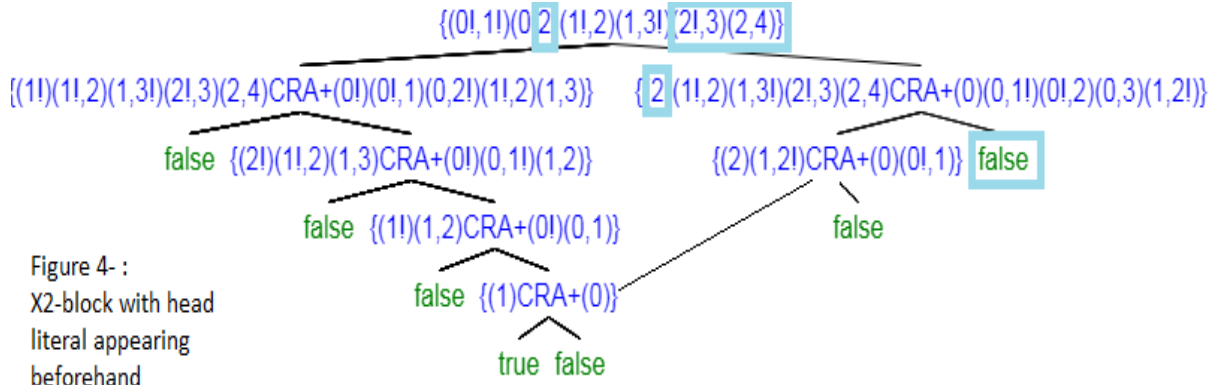 {(0!,1!)(0,2)(1!,2)(1,3!)(2!,3)(2,4)}
{(1!)(1!,2)(1,3!)(2!,3)(2,4)CRA+(0!)(0!,1)(0,2!)(1!,2)(1,3)}
{(2)(1!,2)(1,3!)(2!,3)(2,4)CRA+(0)(0,1!)(0!,2)(0,3)(1,2!)}
false {(2!)(1!,2)(1,3)CRA+(0!)(0,1!)(1,2)}
{(2)(1,2!)CRA+(0)(0!,1)} false
false {(1!)(1,2)CRA+(0!)(0,1)}
false
false {(1)CRA+(0)}
true false
Figure 4- :
X2-block with head
literal appearing
beforehand